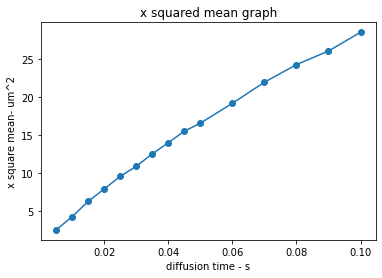 x squared mean graph
x square mean- um^2
25
20
15
10
5
0.02 0.04 0.06 0.08 0.10
diffusion time - s